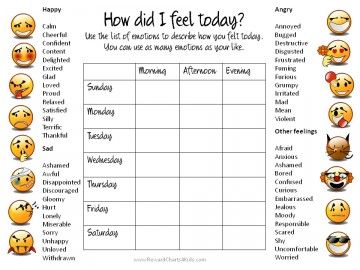 Happy
Calm
Cheerful
Confident
Content
Delighted
Excited
Glad
Loved
Proud
Relaxed
Satisfied
Silly
Terrific
Thankful
Sad
Ashamed
Awful
Disappointed
Discouraged
Gloomy
Hurt
Lonely
Miserable
Sorry
Unhappy
Unloved
Withdrawn
How did I feel today?
Use the list of emotions to describe how you felt today.
You can use as many emotions as your like.
Morning Afternoon Evening
Sunday
Monday
Tuesday
Wednesday
Thursday
Friday
Saturday
www.RewardCharts4Kids.com
Angry
Annoyed
Bugged
Destructive
Disgusted
Frustrated
Fuming
Furious
Grumpy
Irritated
Mad
Mean
Violent
Other feelings
Afraid
Anxious
Ashamed
Bored
Confused
Curious
Embarrassed
Jealous
Moody
Responsible
Scared
Shy
Uncomfortable
Worried